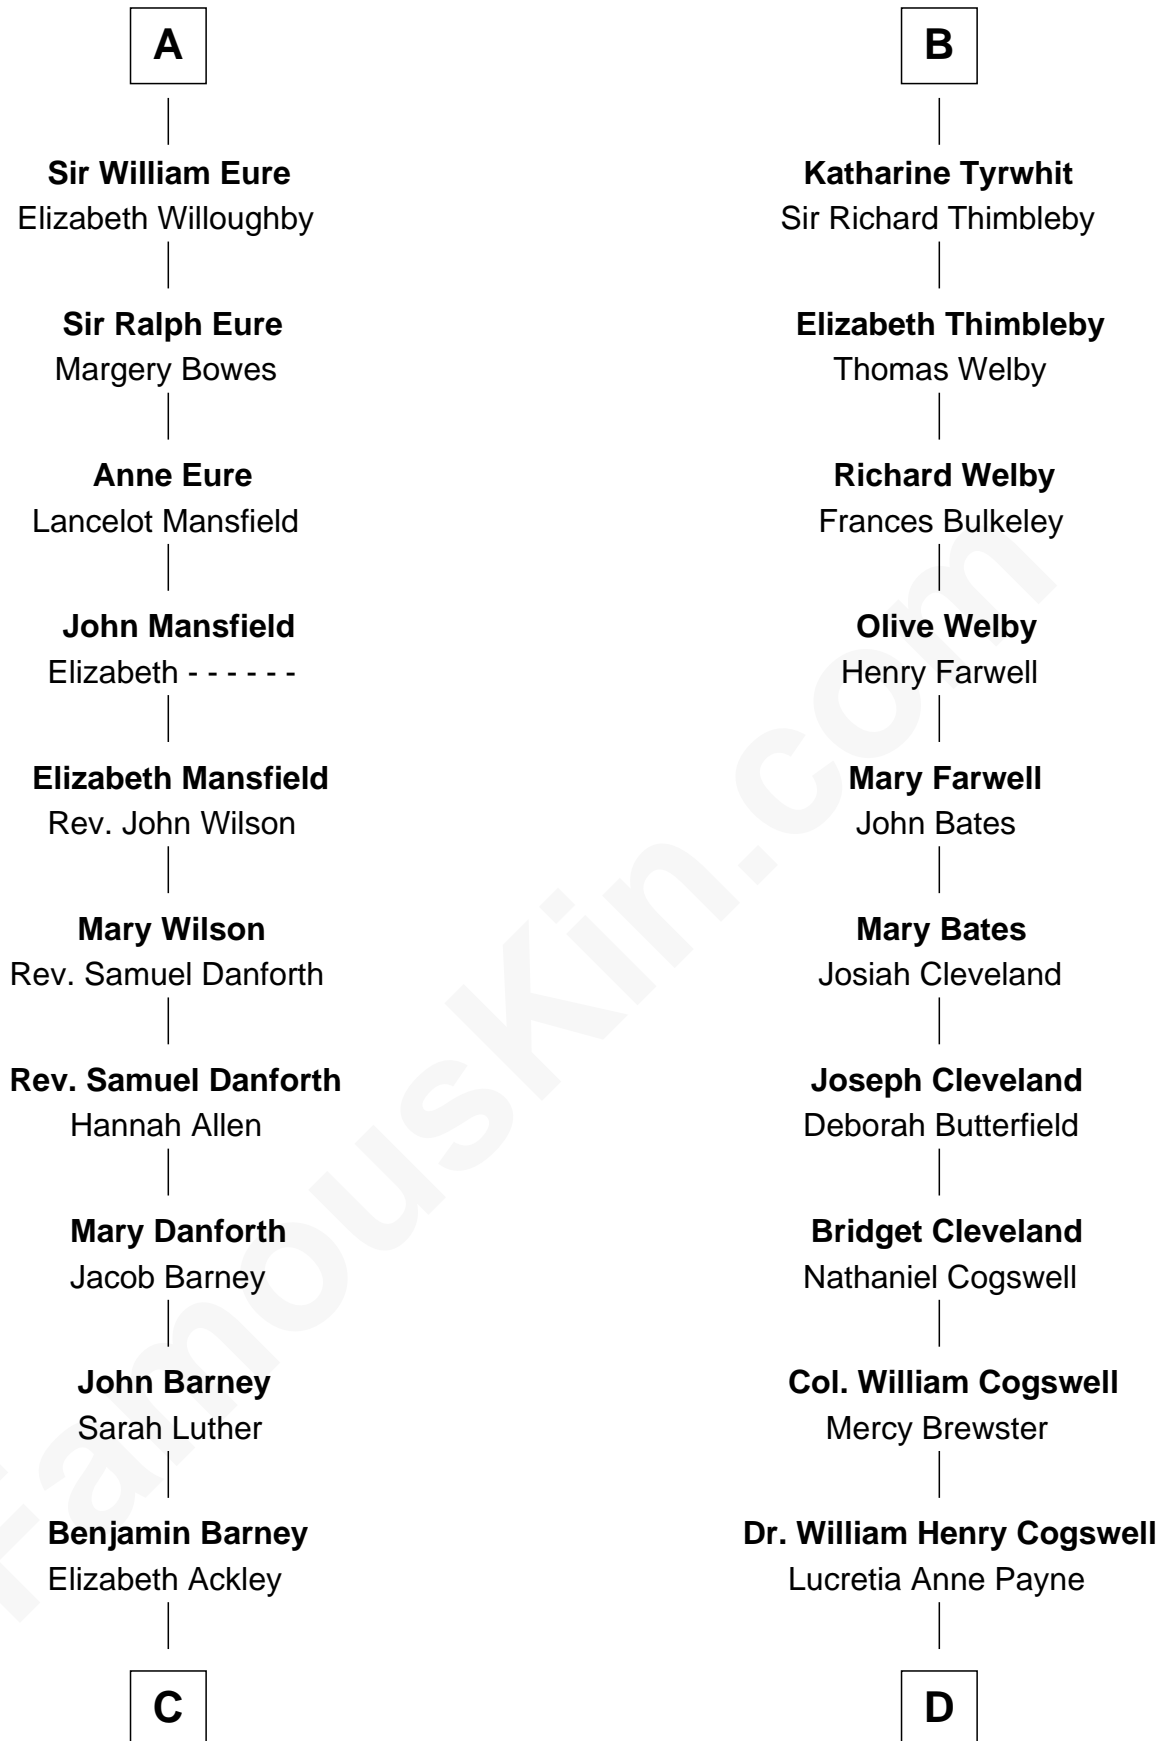 A
Sir William Eure
Elizabeth Willoughby
Sir Ralph Eure
Margery Bowes
Anne Eure
Lancelot Mansfield
John Mansfield
Elizabeth - - - - - -
Elizabeth Mansfield
Rev. John Wilson
Mary Wilson
Rev. Samuel Danforth
Rev. Samuel Danforth
Hannah Allen
Mary Danforth
Jacob Barney
John Barney
Sarah Luther
Benjamin Barney
Elizabeth Ackley
C
B
Katharine Tyrwhit
Sir Richard Thimbleby
Elizabeth Thimbleby
Thomas Welby
Richard Welby
Frances Bulkeley
Olive Welby
Henry Farwell
Mary Farwell
John Bates
Mary Bates
Josiah Cleveland
Joseph Cleveland
Deborah Butterfield
Bridget Cleveland
Nathaniel Cogswell
Col. William Cogswell
Mercy Brewster
Dr. William Henry Cogswell
Lucretia Anne Payne
D
FamousKin.com